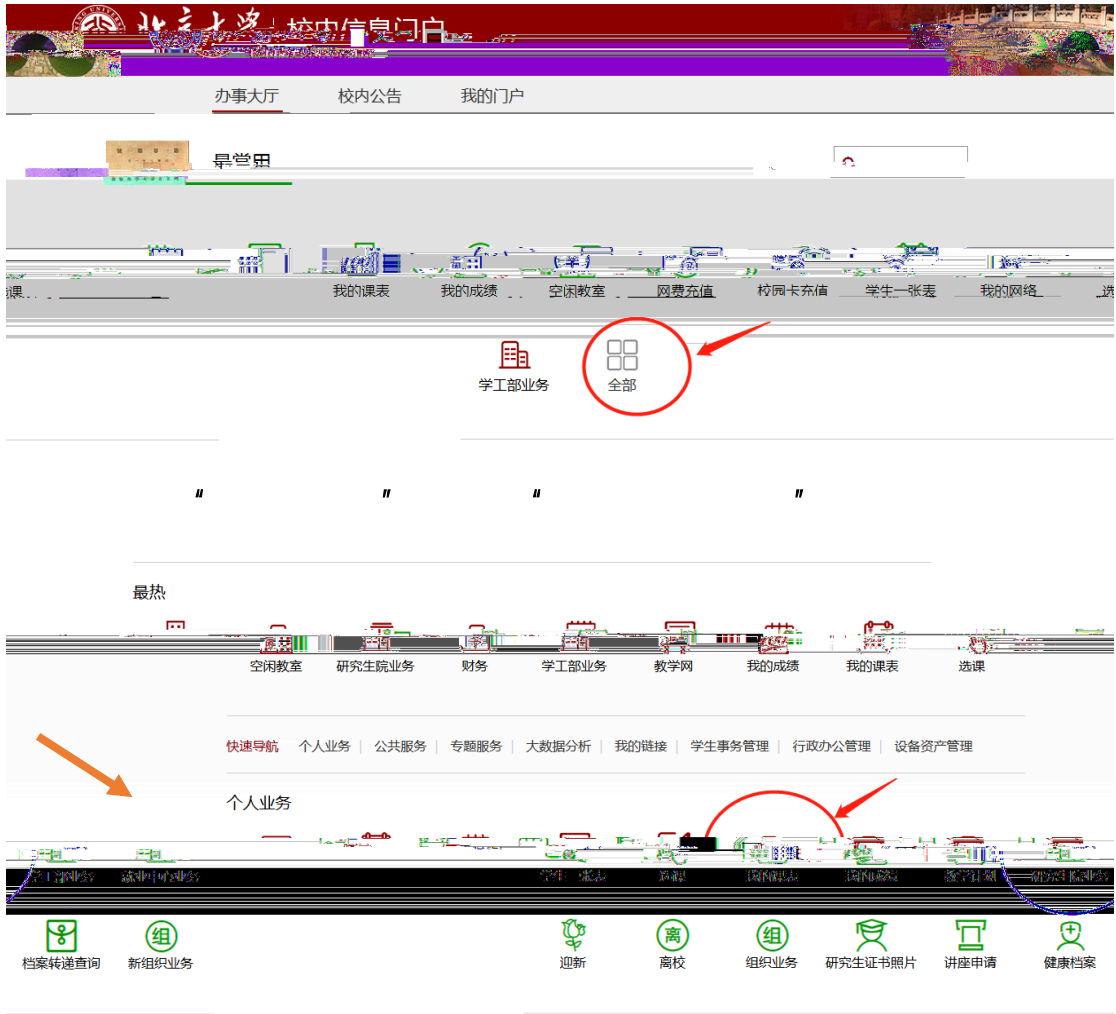 北京大学 校内信息门户
办事大厅 校内公告 我的门户
最常用
我的课表 我的成绩 空闲教室 网费充值 校园卡充值 学生一张表 我的网络
学工部业务 全部
“ ” “ ”
最热
空闲教室 研究生院业务 财务 学工部业务 教学网 我的成绩 我的课表 选课
快速导航 个人业务 | 公共服务 | 专题服务 | 大数据分析 | 我的链接 | 学生事务管理 | 行政办公管理 | 设备资产管理
个人业务
档案转递查询 新组织业务 迎新 离校 组织业务 研究生证书照片 讲座申请 健康档案